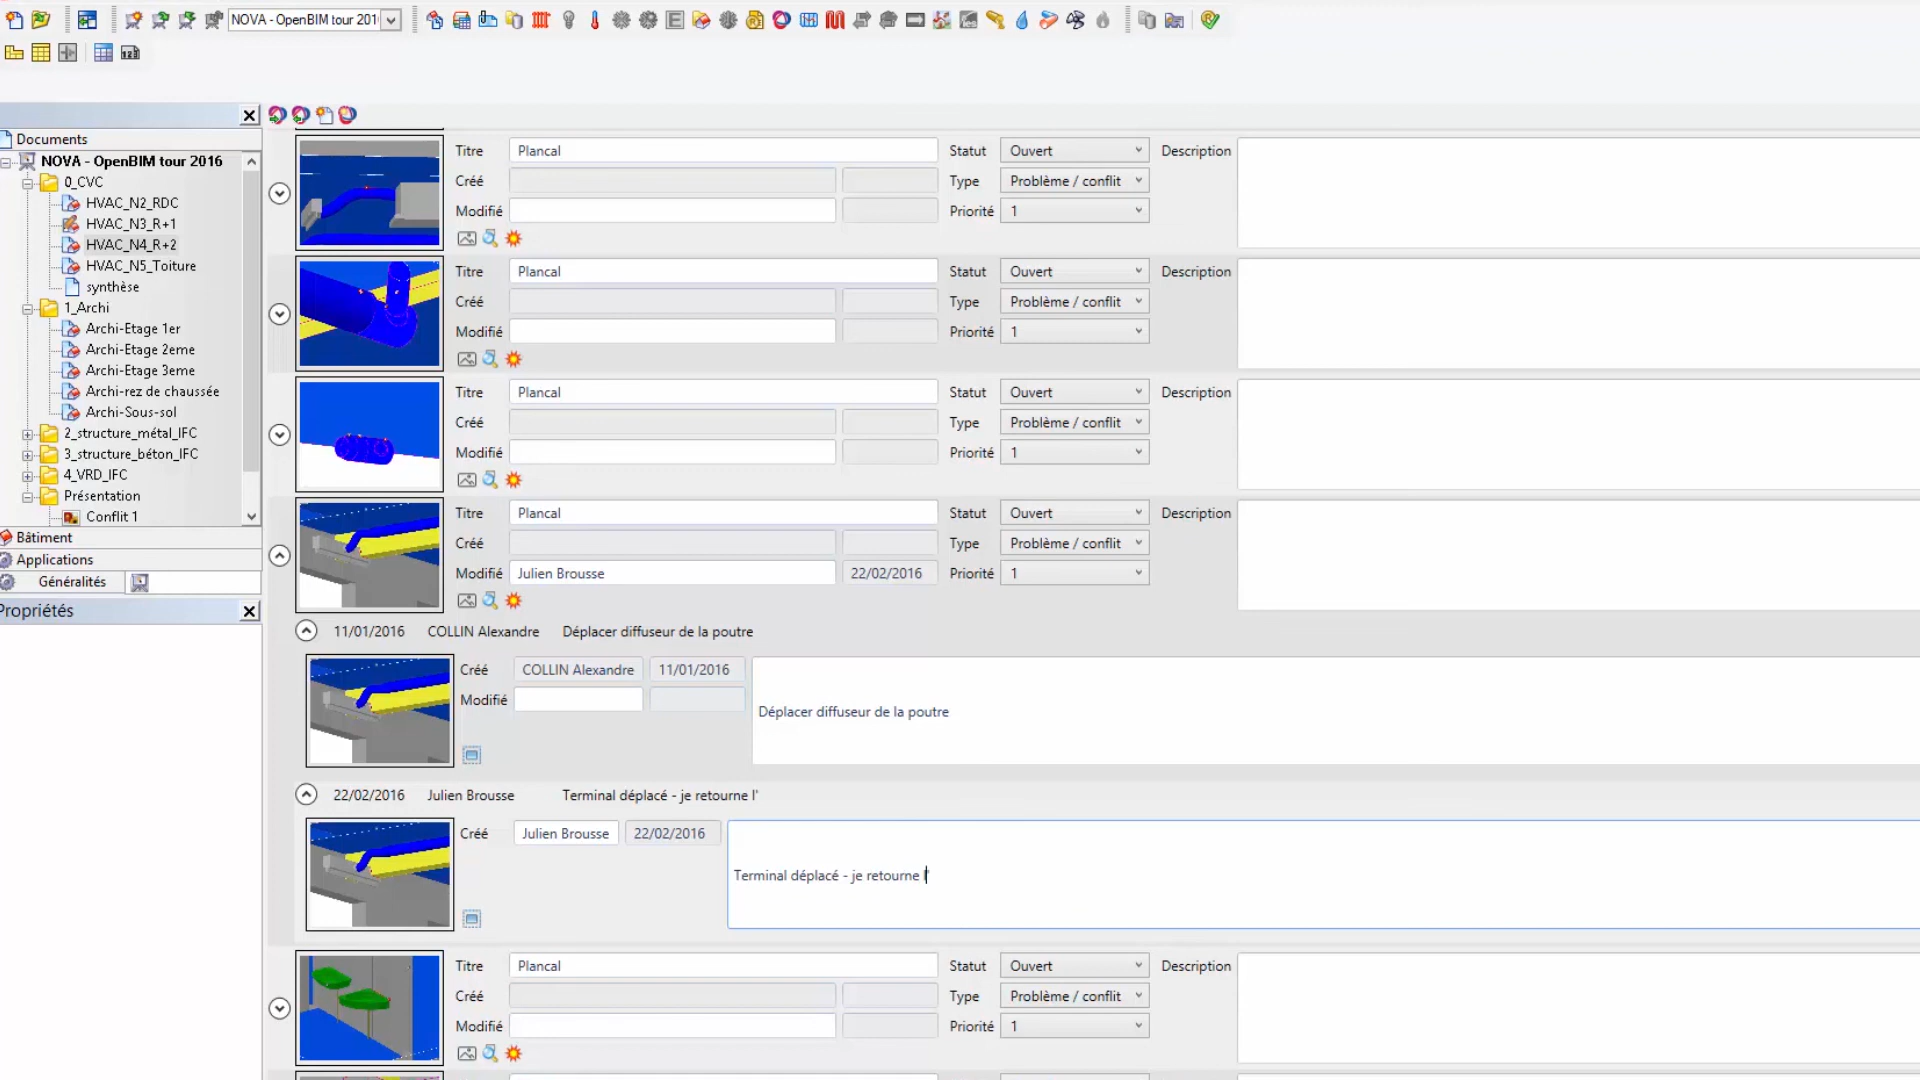 NOVA - OpenBIM tour 201
Documents
NOVA - OpenBIM tour 2016
0_CVC
HVAC_N2_RDC
HVAC_N3_R+1
HVAC_N4_R+2
HVAC_N5_Toiture
synthèse
1_Archi
Archi-Etage 1er
Archi-Etage 2eme
Archi-Etage 3eme
Archi-rez de chaussée
Archi-Sous-sol
2_structure_métal_IFC
3_structure_béton_IFC
4_VRD_IFC
Présentation
Conflit 1
Bâtiment
Applications
Généralités
Propriétés
Titre Plancal Statut Ouvert Description
Créé Type Problème / conflit
Modifié Priorité 1
Titre Plancal Statut Ouvert Description
Créé Type Problème / conflit
Modifié Priorité 1
Titre Plancal Statut Ouvert Description
Créé Type Problème / conflit
Modifié Priorité 1
Titre Plancal Statut Ouvert Description
Créé Type Problème / conflit
Modifié Julien Brousse 22/02/2016 Priorité 1
11/01/2016 COLLIN Alexandre Déplacer diffuseur de la poutre
Créé COLLIN Alexandre 11/01/2016
Modifié
Déplacer diffuseur de la poutre
22/02/2016 Julien Brousse Terminal déplacé - je retourne l'
Créé Julien Brousse 22/02/2016
Terminal déplacé - je retourne l'
Titre Plancal Statut Ouvert Description
Créé Type Problème / conflit
Modifié Priorité 1